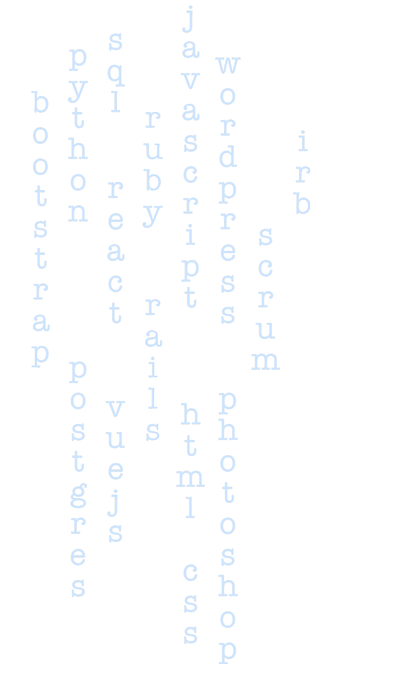 bootstrap
python
postgres
sql
react
vuejs
ruby
rails
javascript
html
css
wordpress
photoshop
scrum
irb